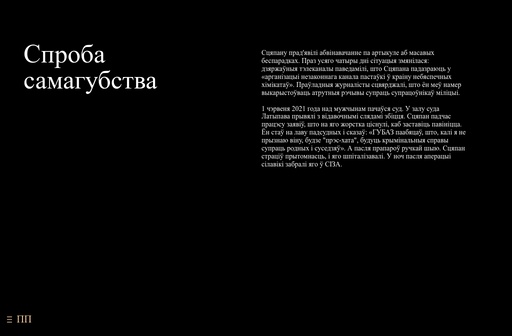 Спроба
самагубства
Сцяпану прад'явілі абвінавачанне па артыкуле аб масавых
беспарадках. Праз усяго чатыры дні сітуацыя змянілася:
дзяржаўныя тэлеканалы паведамілі, што Сцяпана падазраюць у
«арганізацыі незаконнага канала пастаўкі ў краіну небяспечных
хімікатаў». Праўладныя журналісты сцвярджалі, што ён меў намер
выкарыстоўваць атрутныя рэчывы супраць супрацоўнікаў міліцыі.
1 чэрвеня 2021 года над мужчынам пачаўся суд. У залу суда
Латыпава прывялі з відавочнымі слядамі збіцця. Сцяпан падчас
працэсу заявіў, што на яго жорстка ціснулі, каб заставіць павініцца.
Ён стаў на лаву падсудных і сказаў: «ГУБАЗ паабяцаў, што, калі я не
прызнаю віну, будзе "прэс-хата", будуць крымінальныя справы
супраць родных і суседзяў». А пасля прапароў ручкай шыю. Сцяпан
страціў прытомнасць, і яго шпіталізавалі. У ноч пасля аперацыі
сілавікі забралі яго ў СІЗА.
ПП